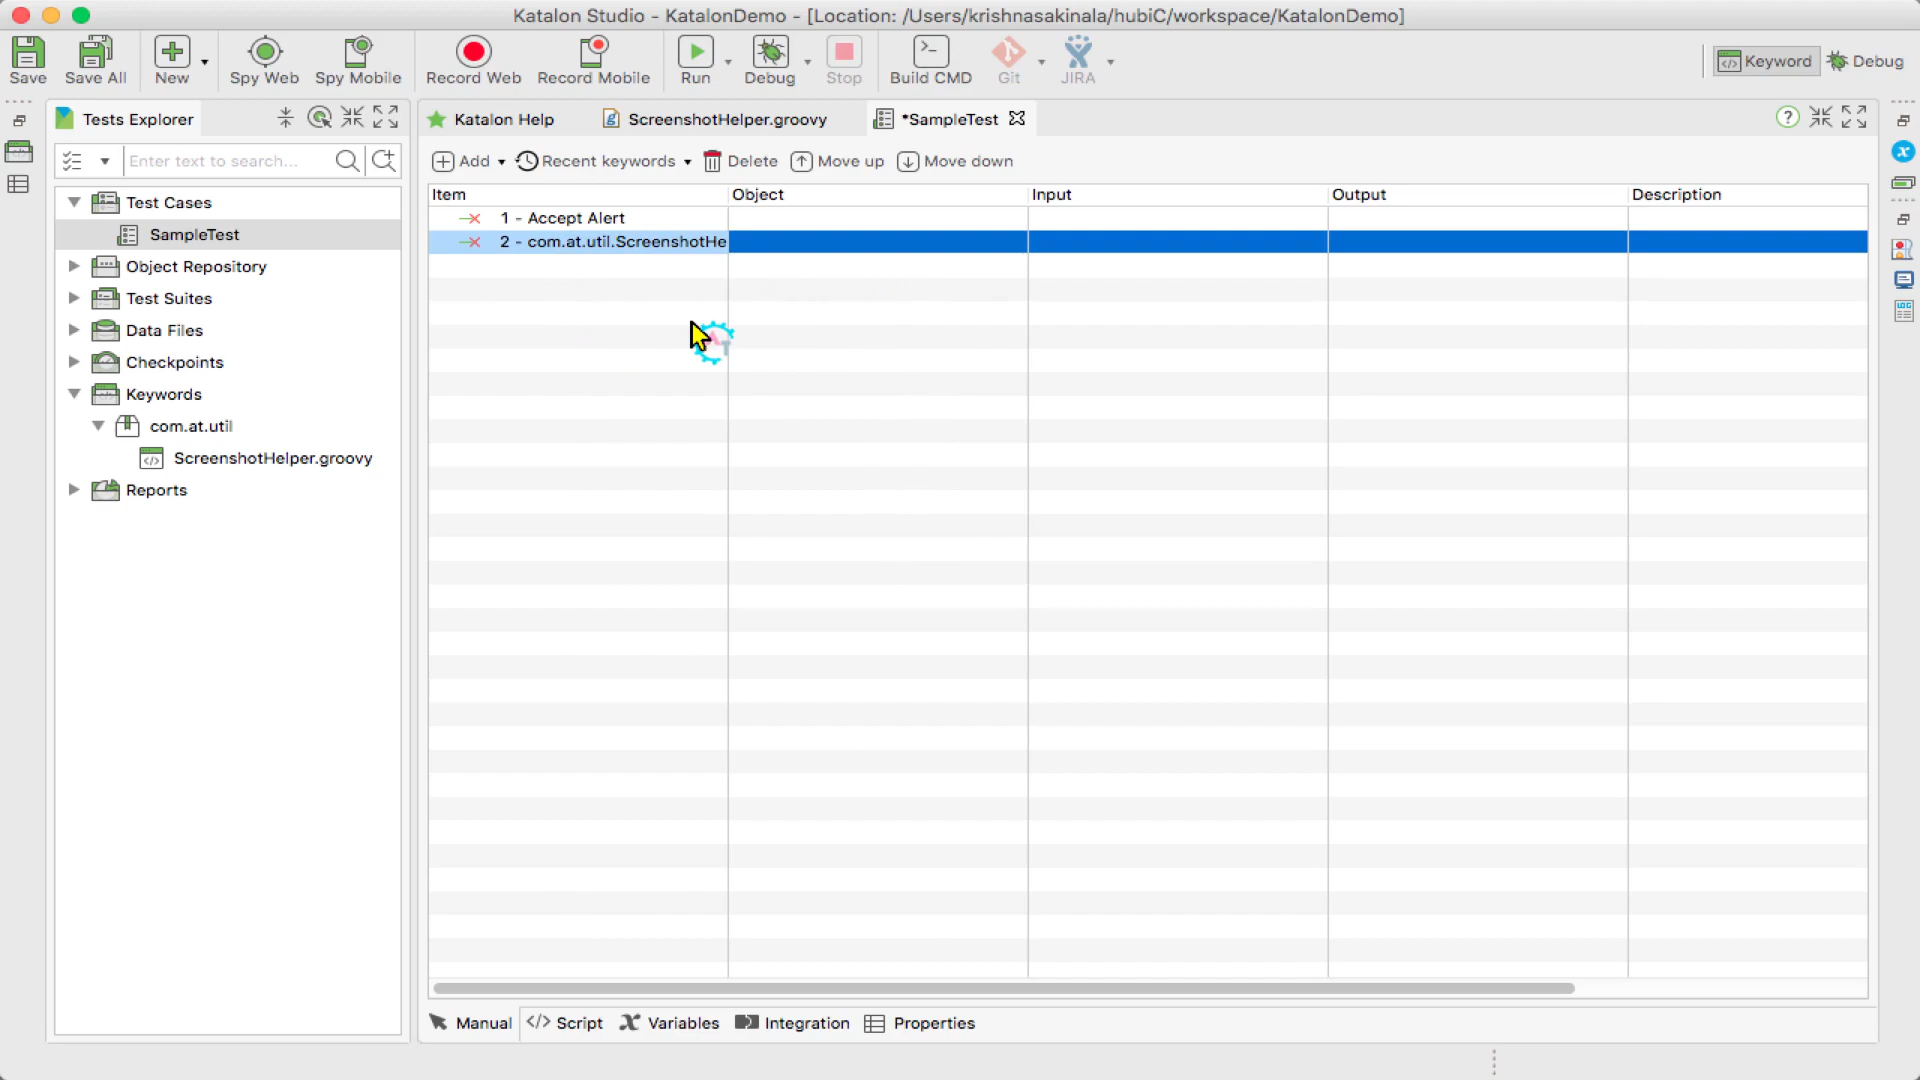 Katalon Studio - KatalonDemo - [Location: /Users/krishnasakinala/hubiC/workspace/KatalonDemo]
Save Save All New Spy Web Spy Mobile Record Web Record Mobile Run Debug Stop Build CMD Git JIRA Keyword Debug
Tests Explorer
Enter text to search...
Test Cases
SampleTest
Object Repository
Test Suites
Data Files
Checkpoints
Keywords
com.at.util
ScreenshotHelper.groovy
Reports
Katalon Help ScreenshotHelper.groovy *SampleTest
Add Recent keywords Delete Move up Move down
Item Object Input Output Description
1 - Accept Alert
2 - com.at.util.ScreenshotHe
Manual Script Variables Integration Properties